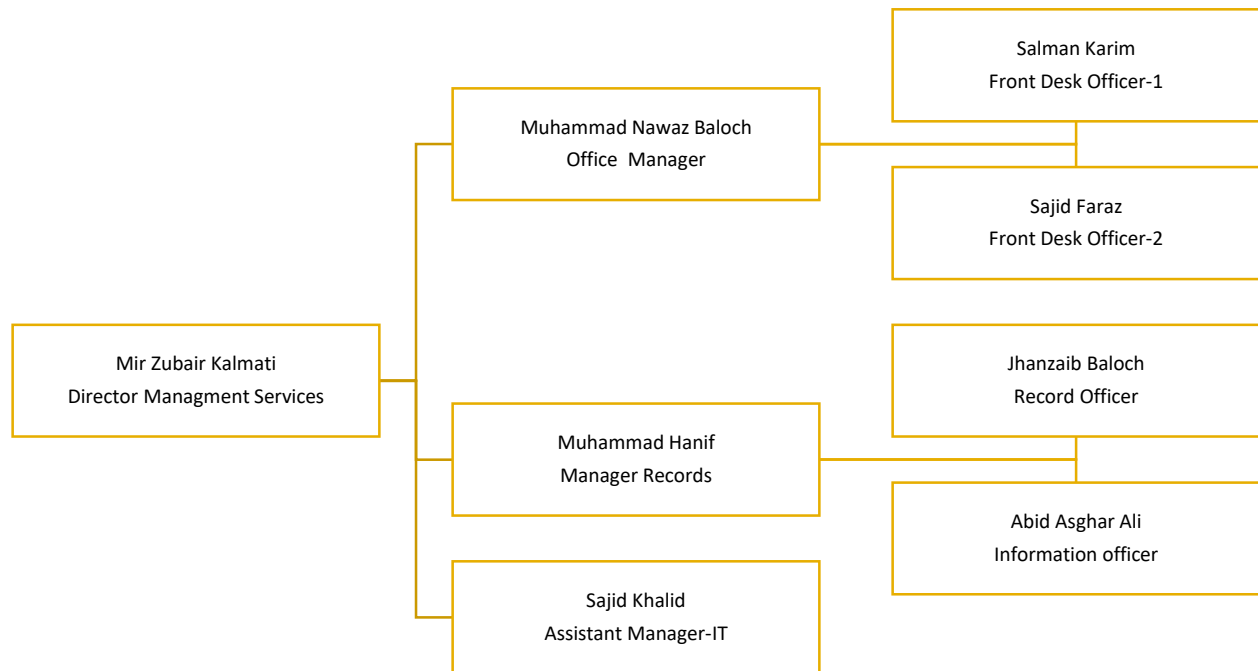 Salman Karim
Front Desk Officer-1
Muhammad Nawaz Baloch
Office  Manager
Sajid Faraz
Front Desk Officer-2
Mir Zubair Kalmati
Director Managment Services
Jhanzaib Baloch
Record Officer
Muhammad Hanif
Manager Records
Abid Asghar Ali
Information officer
Sajid Khalid
Assistant Manager-IT